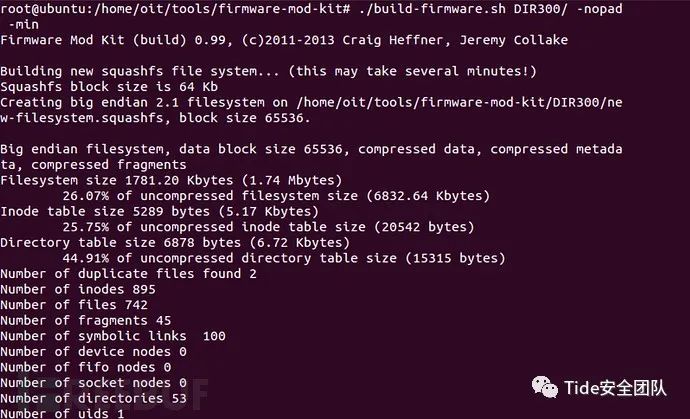 root@ubuntu:/home/oit/tools/firmware-mod-kit# ./build-firmware.sh DIR300/ -nopad
 -min
Firmware Mod Kit (build) 0.99, (c)2011-2013 Craig Heffner, Jeremy Collake

Building new squashfs file system... (this may take several minutes!)
Squashfs block size is 64 Kb
Creating big endian 2.1 filesystem on /home/oit/tools/firmware-mod-kit/DIR300/ne
w-filesystem.squashfs, block size 65536.

Big endian filesystem, data block size 65536, compressed data, compressed metada
ta, compressed fragments
Filesystem size 1781.20 Kbytes (1.74 Mbytes)
        26.07% of uncompressed filesystem size (6832.64 Kbytes)
Inode table size 5289 bytes (5.17 Kbytes)
        25.75% of uncompressed inode table size (20542 bytes)
Directory table size 6878 bytes (6.72 Kbytes)
        44.91% of uncompressed directory table size (15315 bytes)
Number of duplicate files found 2
Number of inodes 895
Number of files 742
Number of fragments 45
Number of symbolic links  100
Number of device nodes 0
Number of fifo nodes 0
Number of socket nodes 0
Number of directories 53
Number of uids 1
Tide安全团队